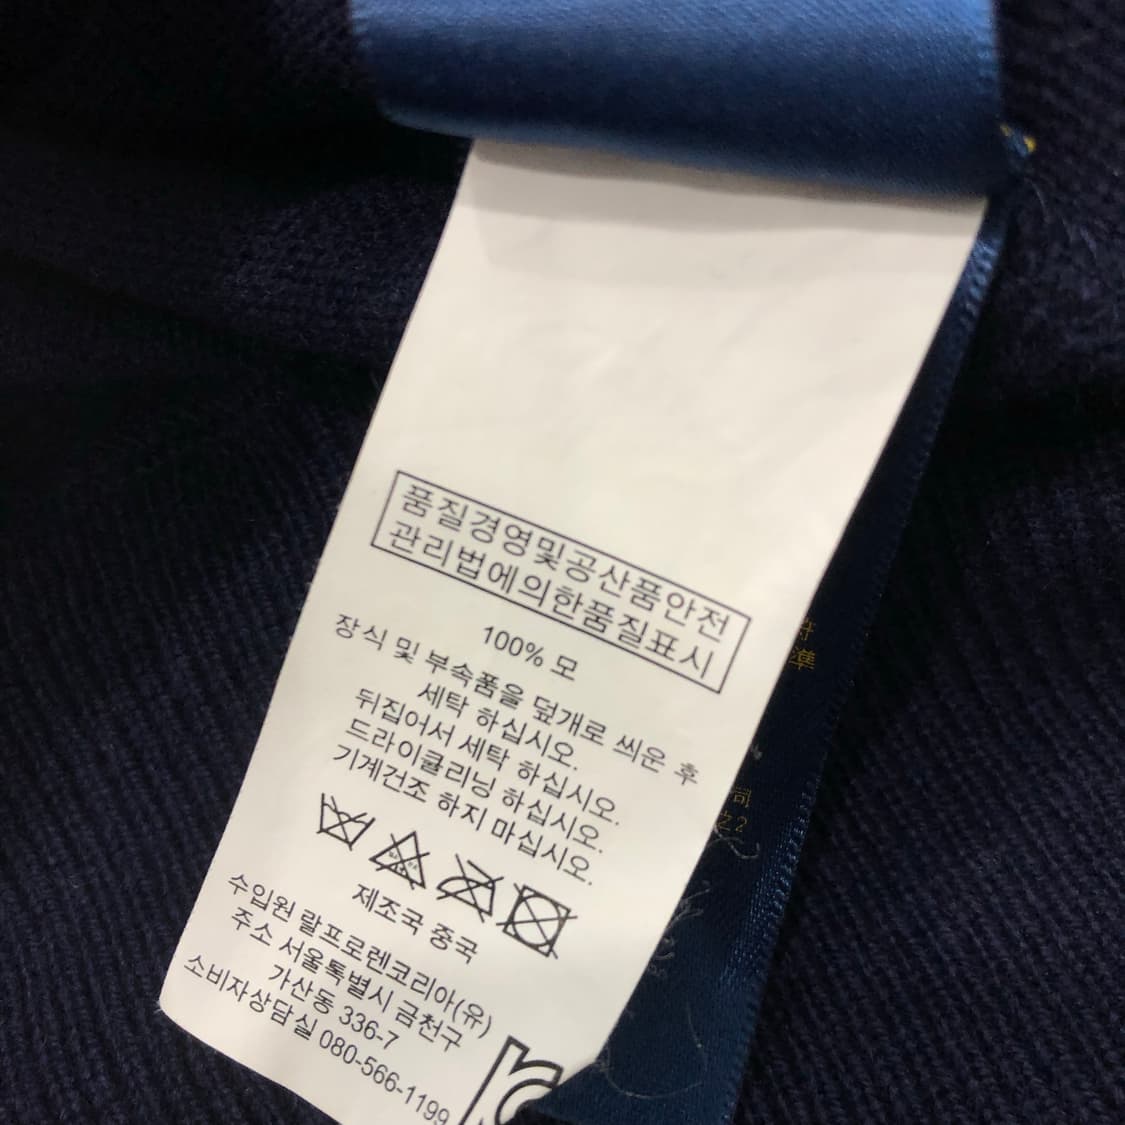 품질경영및공산품안전
관리법에의한품질표시
100% 모
장식 및 부속품을 덮개로 씌운 후
세탁 하십시오.
뒤집어서 세탁 하십시오.
드라이클리닝 하십시오.
기계건조 하지 마십시오.
제조국 중국
수입원 랄프로렌코리아(유)
주소 서울특별시 금천구
가산동 336-7
소비자상담실 080-566-1199
準
司
之2